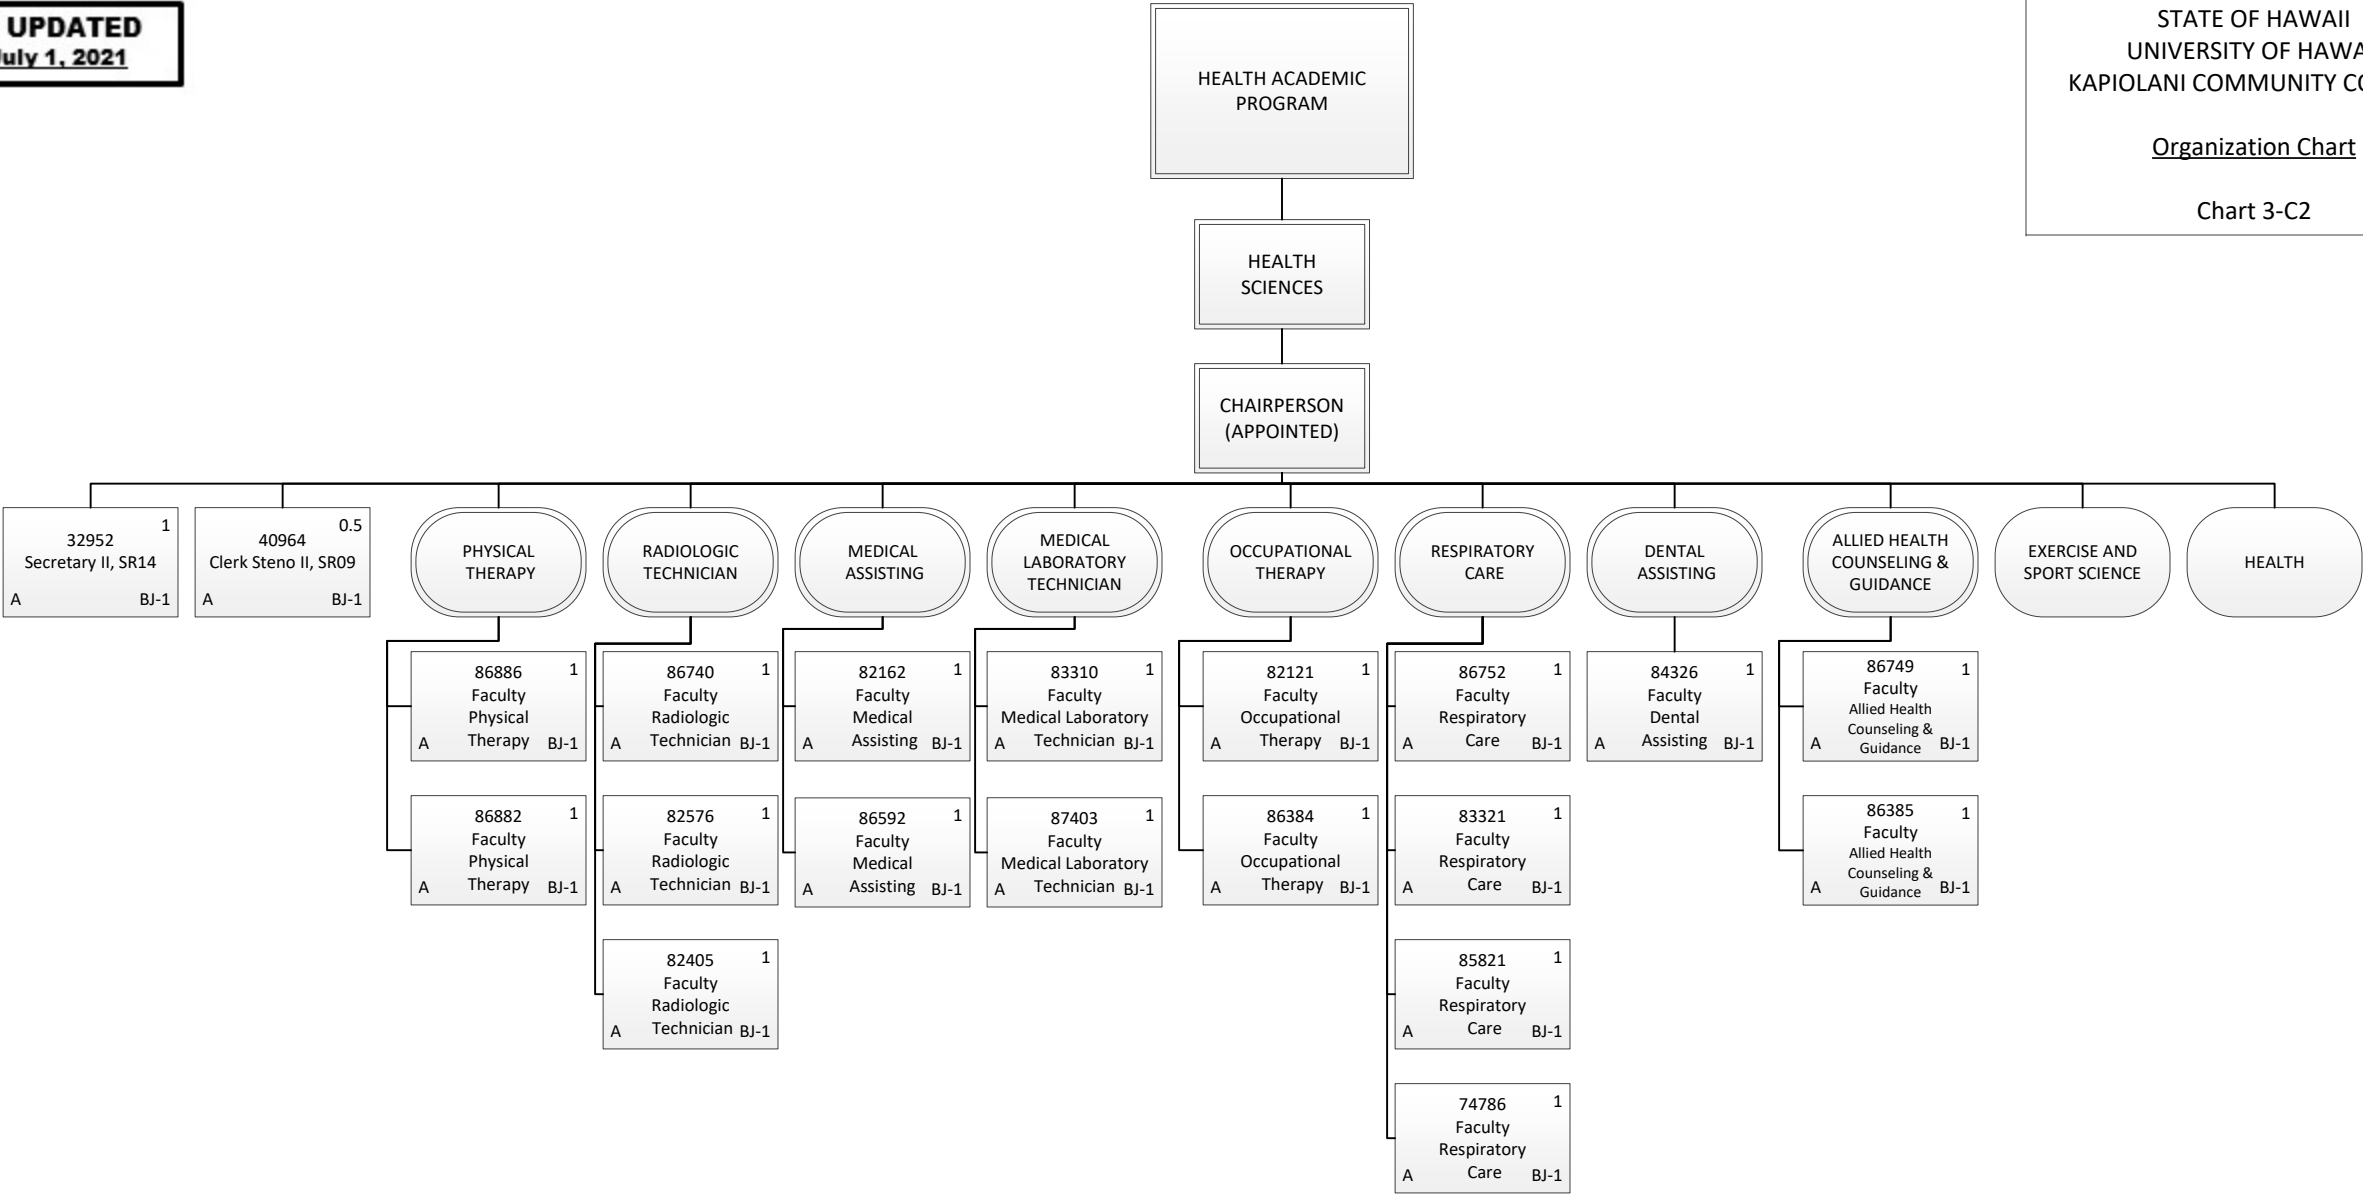 UPDATED
July 1, 2021
STATE OF HAWAII
UNIVERSITY OF HAWA
KAPIOLANI COMMUNITY CO
Organization Chart
Chart 3-C2
HEALTH ACADEMIC
PROGRAM
HEALTH
SCIENCES
CHAIRPERSON
(APPOINTED)
1
32952
Secretary II, SR14
A BJ-1
0.5
40964
Clerk Steno II, SR09
A BJ-1
PHYSICAL
THERAPY
RADIOLOGIC
TECHNICIAN
MEDICAL
ASSISTING
MEDICAL
LABORATORY
TECHNICIAN
OCCUPATIONAL
THERAPY
RESPIRATORY
CARE
DENTAL
ASSISTING
ALLIED HEALTH
COUNSELING &
GUIDANCE
EXERCISE AND
SPORT SCIENCE
HEALTH
86886 1
Faculty
Physical
A Therapy BJ-1
86882 1
Faculty
Physical
A Therapy BJ-1
86740 1
Faculty
Radiologic
A Technician BJ-1
82576 1
Faculty
Radiologic
A Technician BJ-1
82405 1
Faculty
Radiologic
A Technician BJ-1
82162 1
Faculty
Medical
A Assisting BJ-1
86592 1
Faculty
Medical
A Assisting BJ-1
83310 1
Faculty
Medical Laboratory
A Technician BJ-1
87403 1
Faculty
Medical Laboratory
A Technician BJ-1
82121 1
Faculty
Occupational
A Therapy BJ-1
86384 1
Faculty
Occupational
A Therapy BJ-1
86752 1
Faculty
Respiratory
A Care BJ-1
83321 1
Faculty
Respiratory
A Care BJ-1
85821 1
Faculty
Respiratory
A Care BJ-1
74786 1
Faculty
Respiratory
A Care BJ-1
84326 1
Faculty
Dental
A Assisting BJ-1
86749 1
Faculty
Allied Health
Counseling &
A Guidance BJ-1
86385 1
Faculty
Allied Health
Counseling &
A Guidance BJ-1